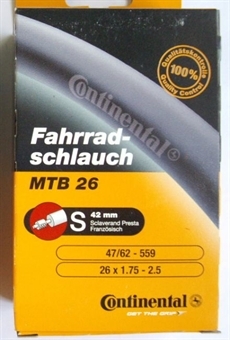 Qualitätskontrolle
100%
Quality Control
Continental
Fahrrad-
schlauch
MTB 26
S
42 mm
Sclaverand Presta
Französisch
47/62 - 559
26 x 1.75 - 2.5
Continental
GET THE GRIP